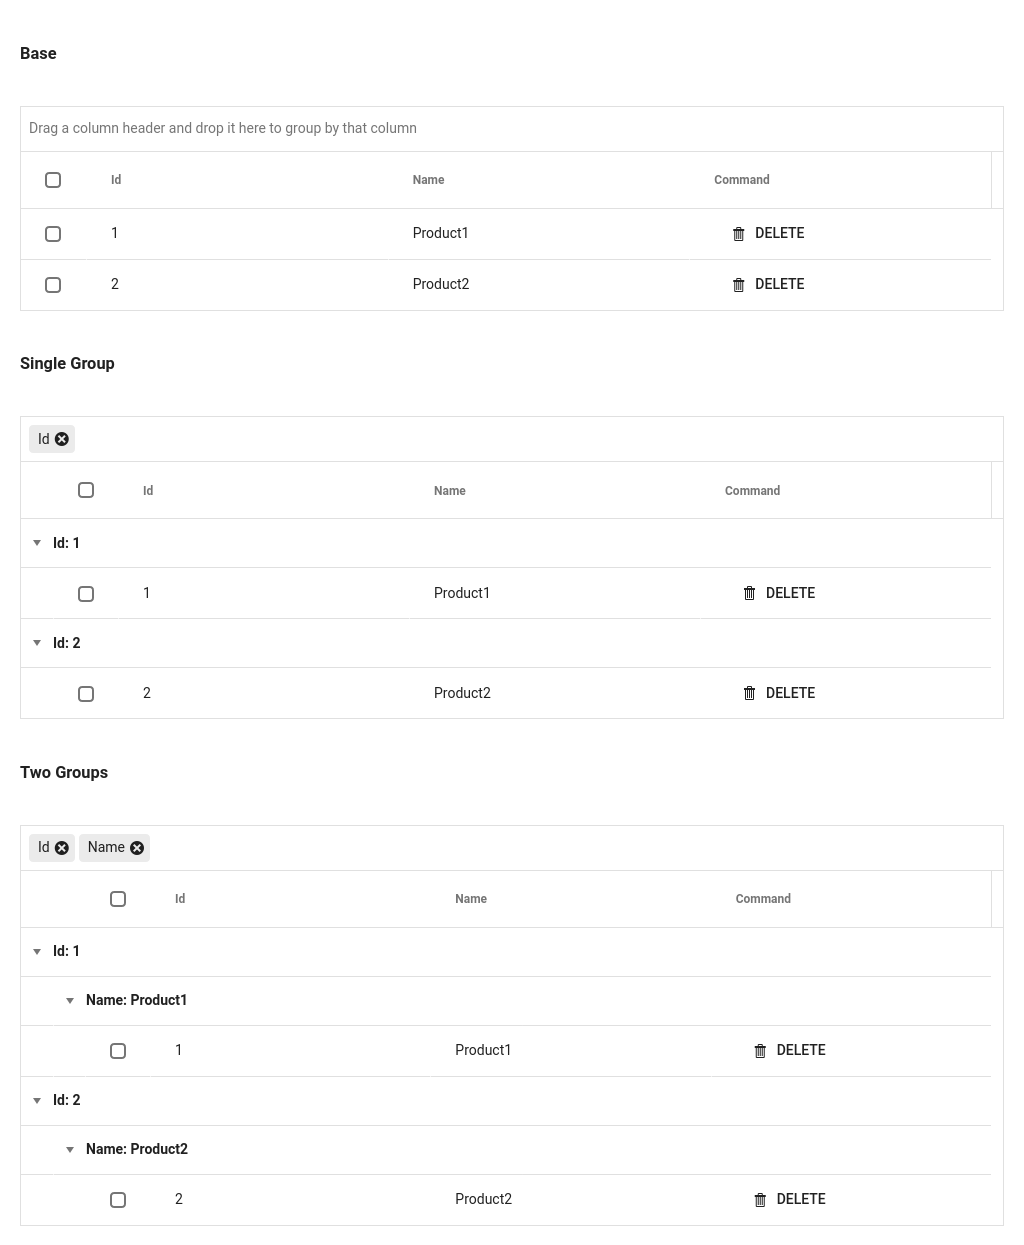 Base
Drag a column header and drop it here to group by that column
Id Name Command
1 Product1 DELETE
2 Product2 DELETE
Single Group
Id
Id Name Command
Id: 1
1 Product1 DELETE
Id: 2
2 Product2 DELETE
Two Groups
Id Name
Id Name Command
Id: 1
Name: Product1
1 Product1 DELETE
Id: 2
Name: Product2
2 Product2 DELETE